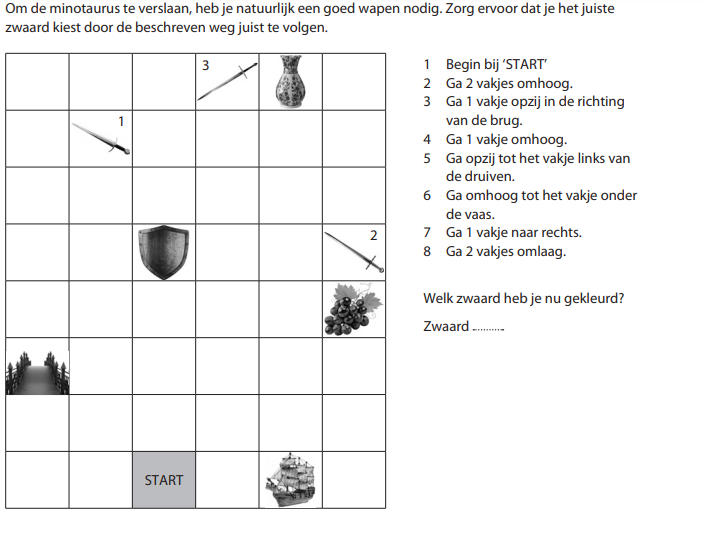 Om de minotaurus te verslaan, heb je natuurlijk een goed wapen nodig. Zorg ervoor dat je het juiste
zwaard kiest door de beschreven weg juist te volgen.
3
1
2
START
1 Begin bij ‘START’
2 Ga 2 vakjes omhoog.
3 Ga 1 vakje opzij in de richting
van de brug.
4 Ga 1 vakje omhoog.
5 Ga opzij tot het vakje links van
de druiven.
6 Ga omhoog tot het vakje onder
de vaas.
7 Ga 1 vakje naar rechts.
8 Ga 2 vakjes omlaag.
Welk zwaard heb je nu gekleurd?
Zwaard ...........